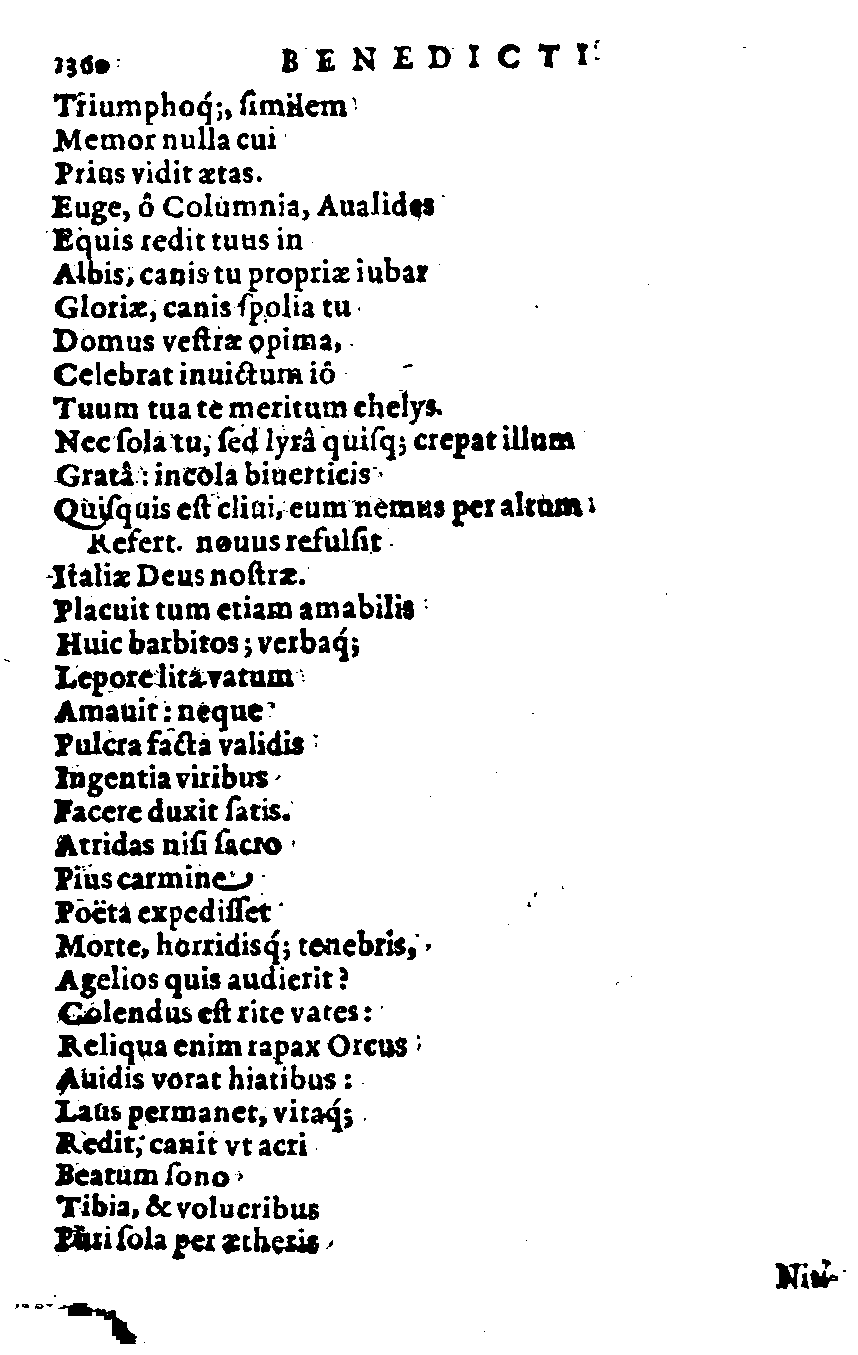 1360 BENEDICTI
Triumphoq́;, ſimilem
Memor nulla cui
Prius vidit ætas.
Euge, ô Columnia, Aualides
Equis redit tuus in
Albis, canis tu propriæ iubar
Gloriæ, canis ſpolia tu
Domus veſtræ opima,
Celebrat inuictum iô
Tuum tua te meritum chelys.
Nec ſola tu, ſed lyrâ quiſq; crepat illum
Gratâ: incola biuerticis
Quiſquis eſt cliui, eum nemus per altum
Refert. nouus refulſit
Italiæ Deus noſtræ.
Placuit tum etiam amabilis
Huic barbitos; verbaq́;
Lepore lita vatum
Amauit: neque
Pulcra facta validis
Ingentia viribus
Facere duxit ſatis.
Atridas niſi ſacro
Pius carmine
Poëta expediſſet
Morte, horridisq́; tenebris,
Agelios quis audierit?
Colendus eſt rite vates:
Reliqua enim rapax Orcus
Auidis vorat hiatibus:
Laus permanet, vitaq́;
Redit, canit vt acri
Beatum ſono
Tibia, & volucribus
Puri ſola per ætheris